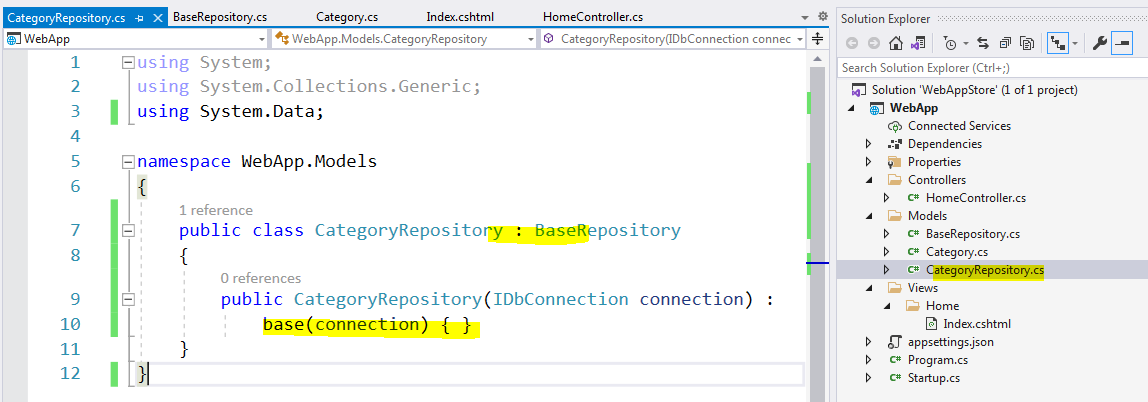 CategoryRepository.cs BaseRepository.cs Category.cs Index.cshtml HomeController.cs
WebApp WebApp.Models.CategoryRepository CategoryRepository(IDbConnection connec
1 using System;
2 using System.Collections.Generic;
3 using System.Data;
4
5 namespace WebApp.Models
6 {
1 reference
7 public class CategoryRepository : BaseRepository
8 {
0 references
9 public CategoryRepository(IDbConnection connection) :
10 base(connection) { }
11 }
12 }
Solution Explorer
Search Solution Explorer (Ctrl+;)
Solution 'WebAppStore' (1 of 1 project)
WebApp
Connected Services
Dependencies
Properties
Controllers
C# HomeController.cs
Models
C# BaseRepository.cs
C# Category.cs
C# CategoryRepository.cs
Views
Home
Index.cshtml
appsettings.json
C# Program.cs
C# Startup.cs